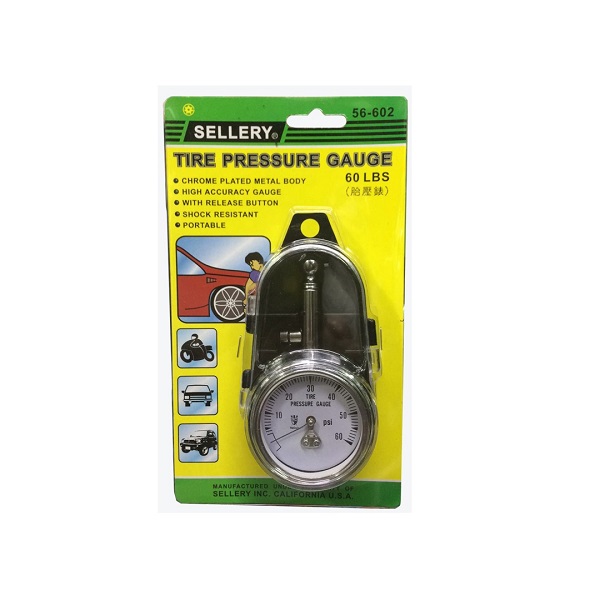 56-602
SELLERY®
TIRE PRESSURE GAUGE
60 LBS
(胎壓錶)
• CHROME PLATED METAL BODY
• HIGH ACCURACY GAUGE
• WITH RELEASE BUTTON
• SHOCK RESISTANT
• PORTABLE
10 20 30 40 50 60
TIRE
PRESSURE GAUGE
psi
MANUFACTURED OF
SELLERY INC. CALIFORNIA U.S.A.